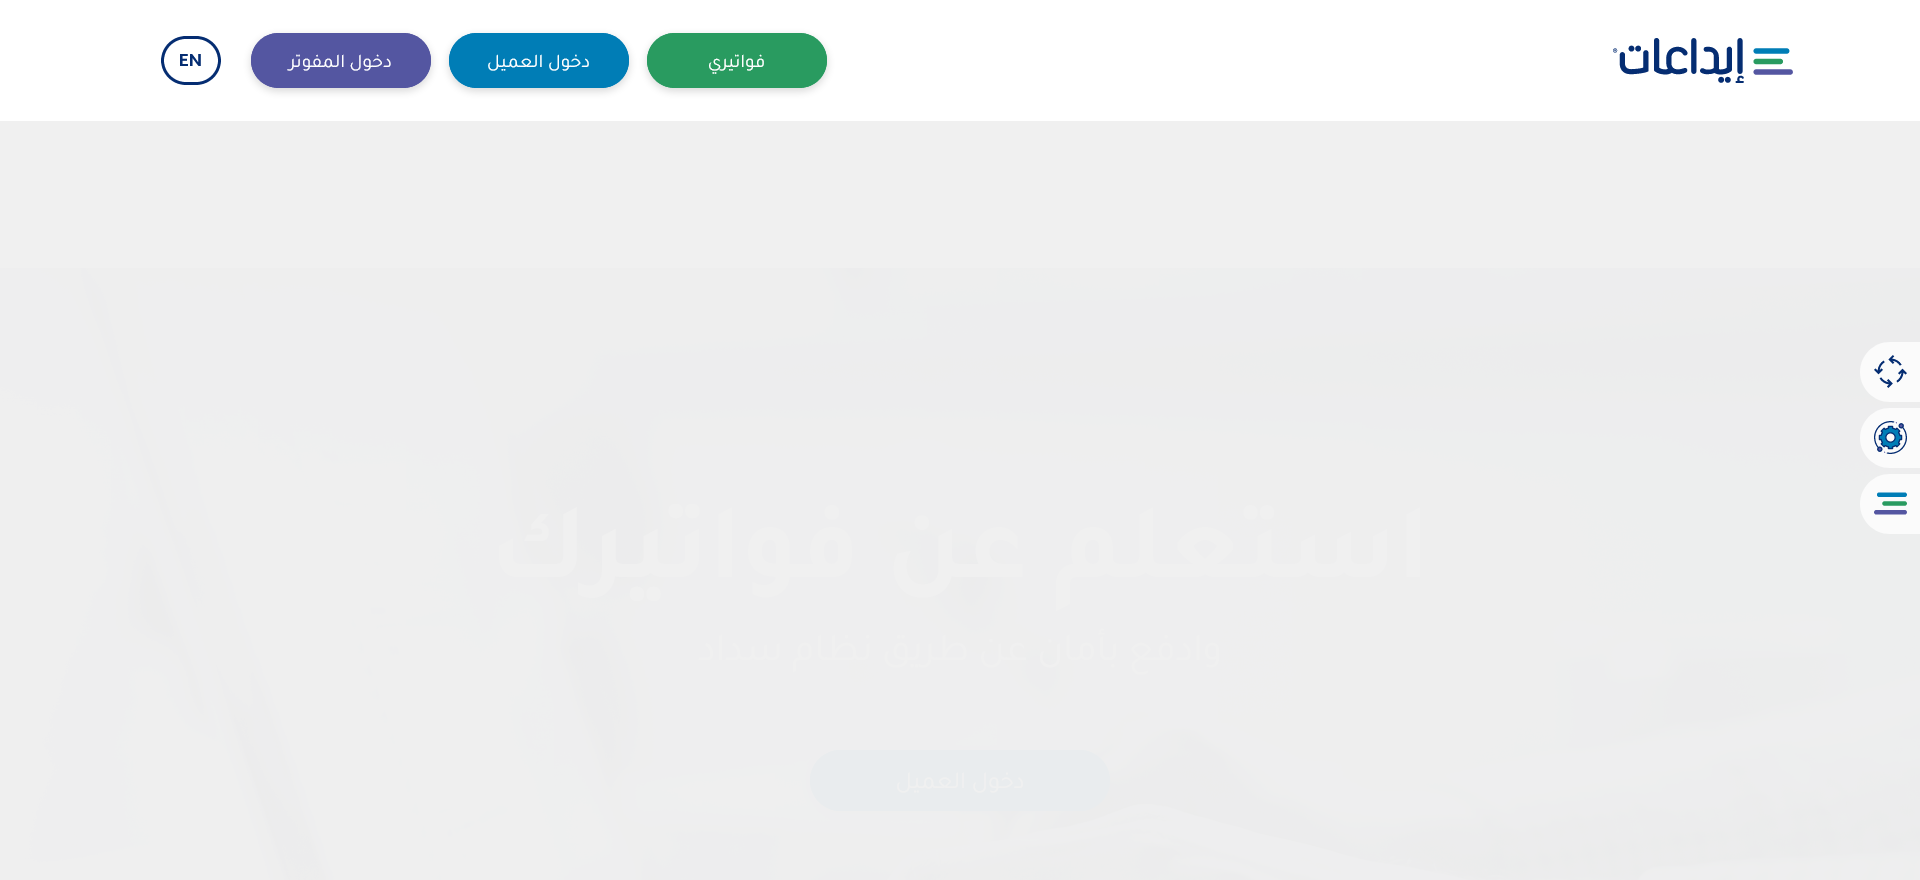 إيداعات®
فواتيري
دخول العميل
دخول المفوتر
EN
استعلم عن فواتيرك
وادفع بأمان عن طريق نظام سداد
دخول العميل